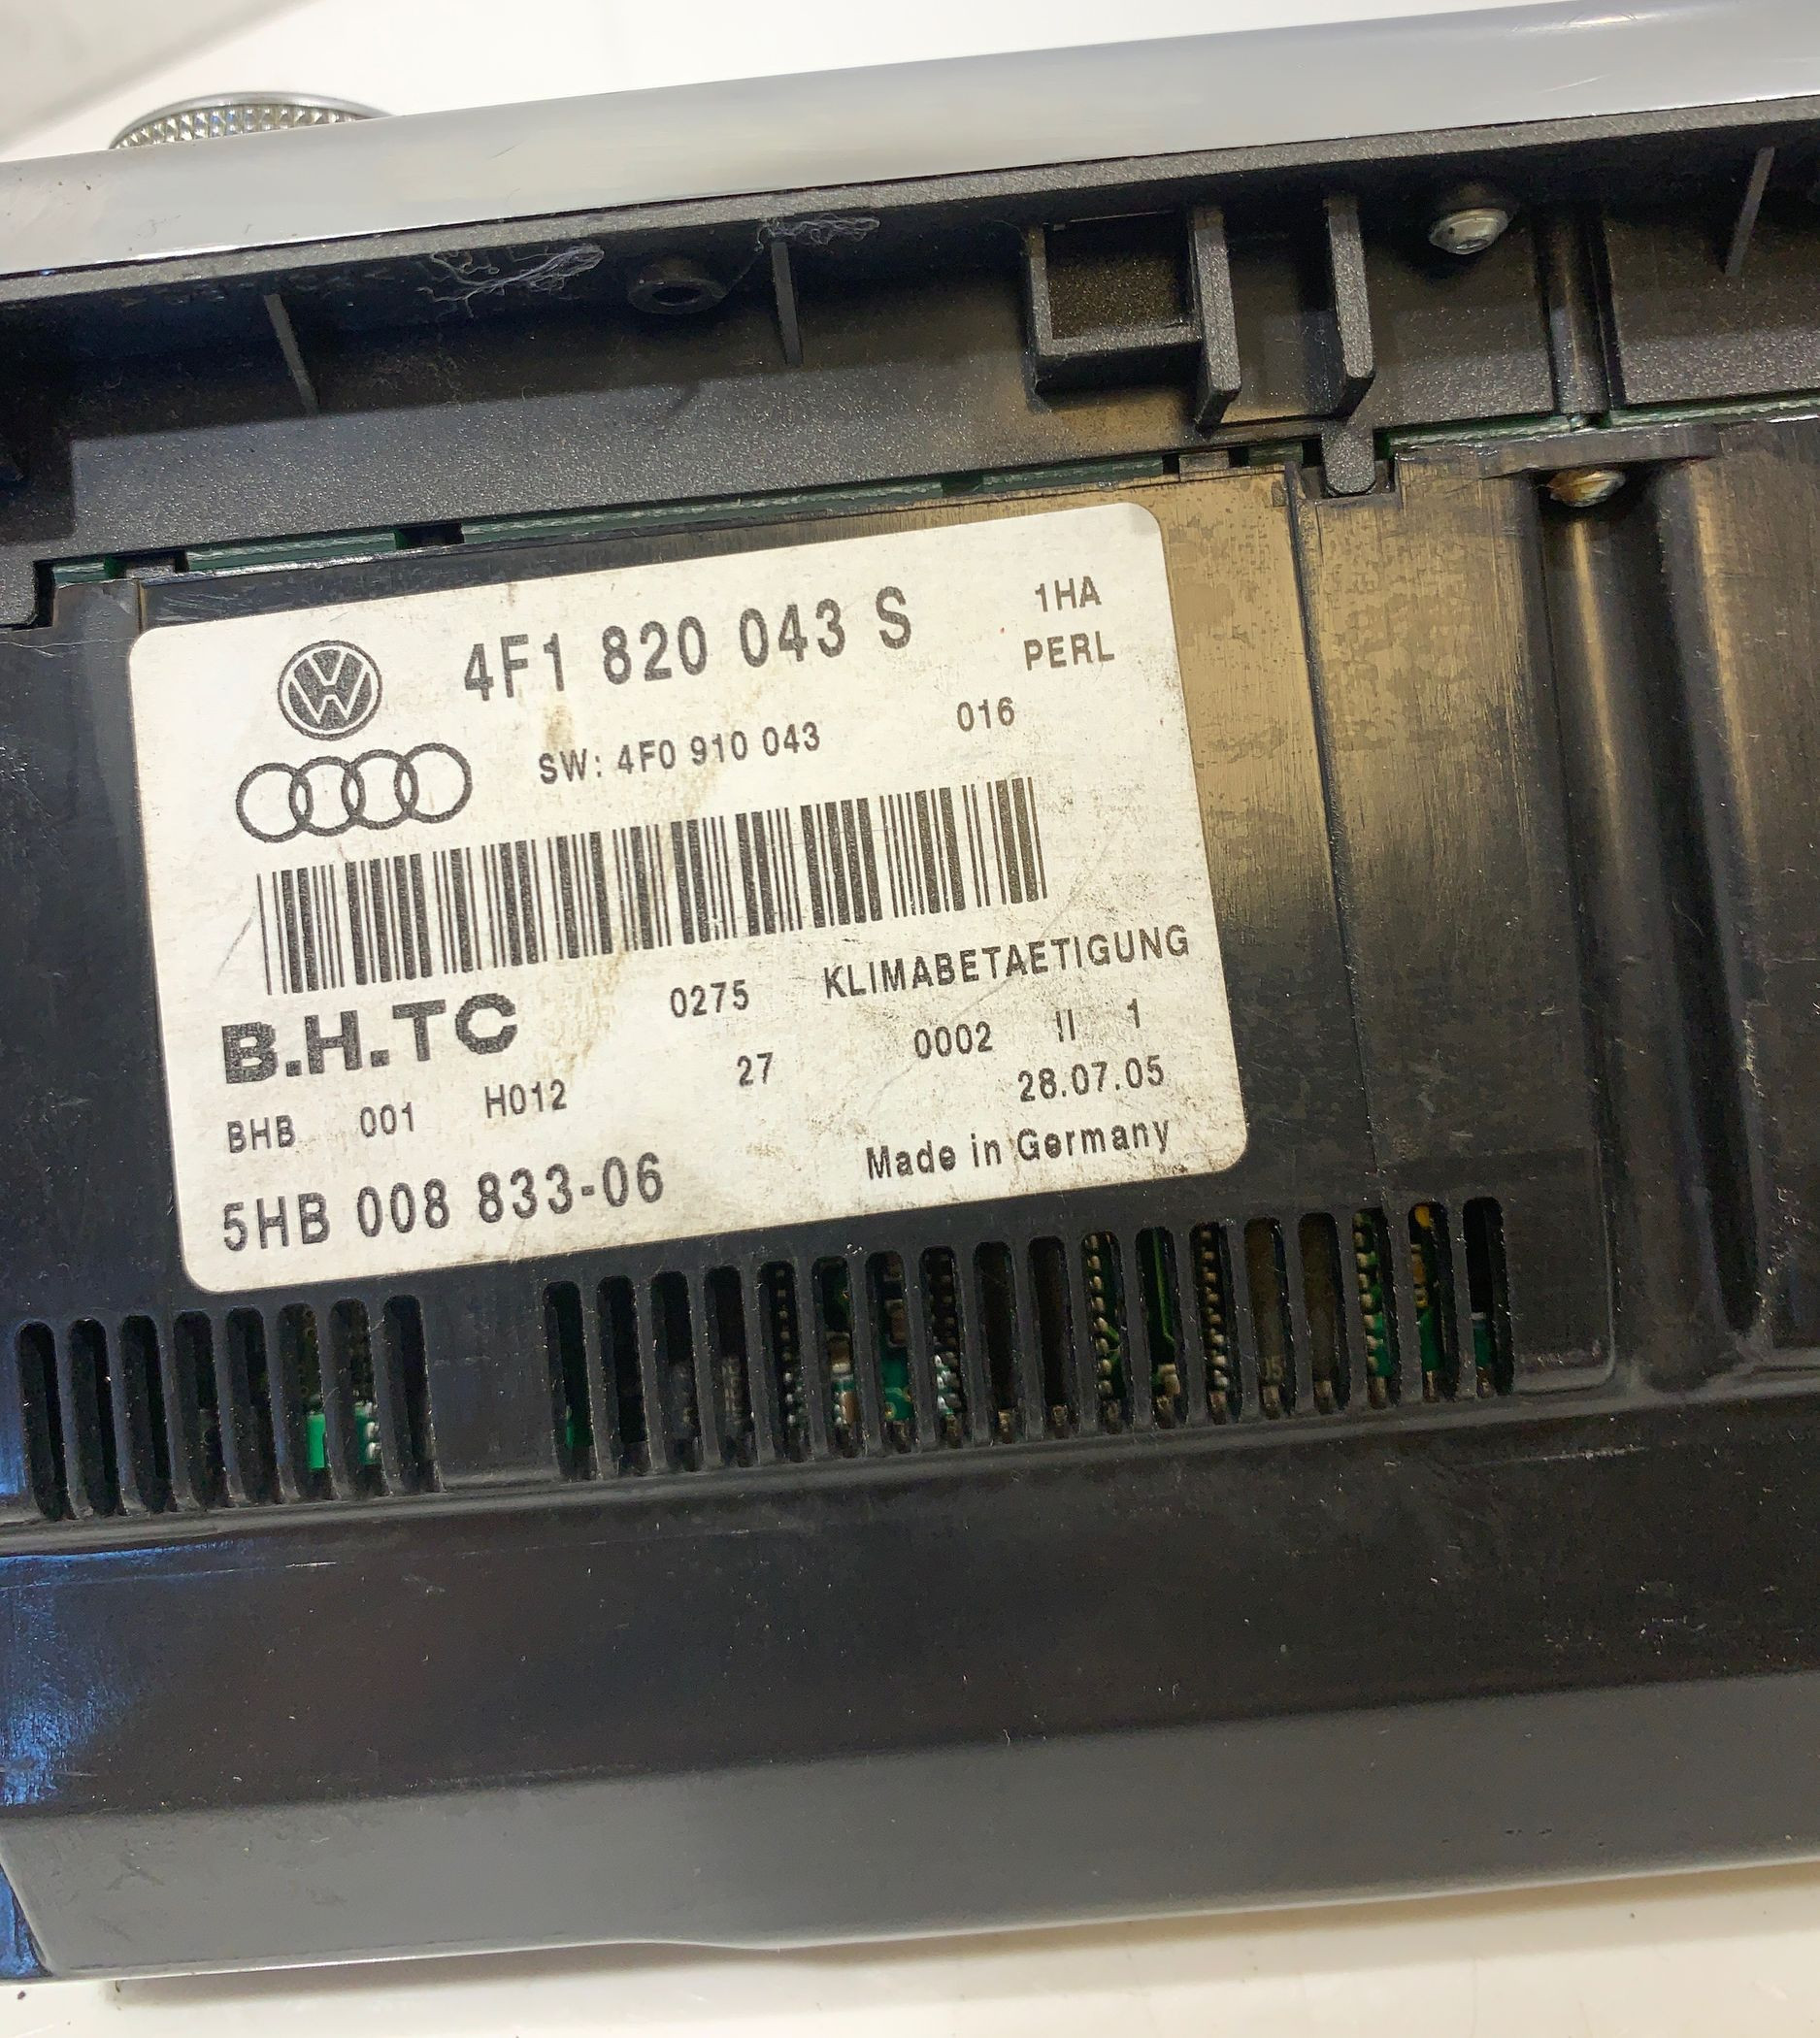 4F1 820 043 S 1HA
PERL
SW: 4F0 910 043 016
B.H.TC 0275 KLIMABETAETIGUNG
BHB 001 H012 27 0002 II 1
28.07.05
5HB 008 833-06 Made in Germany